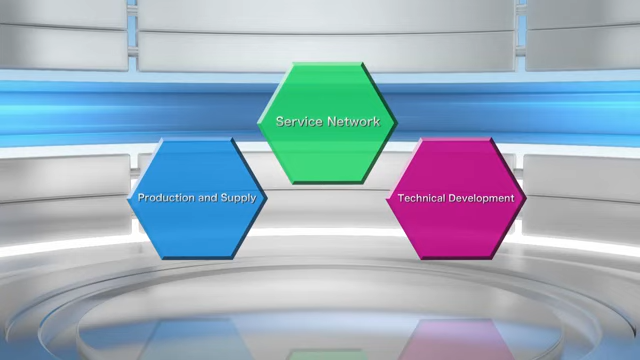 Service Network
Production and Supply
Technical Development